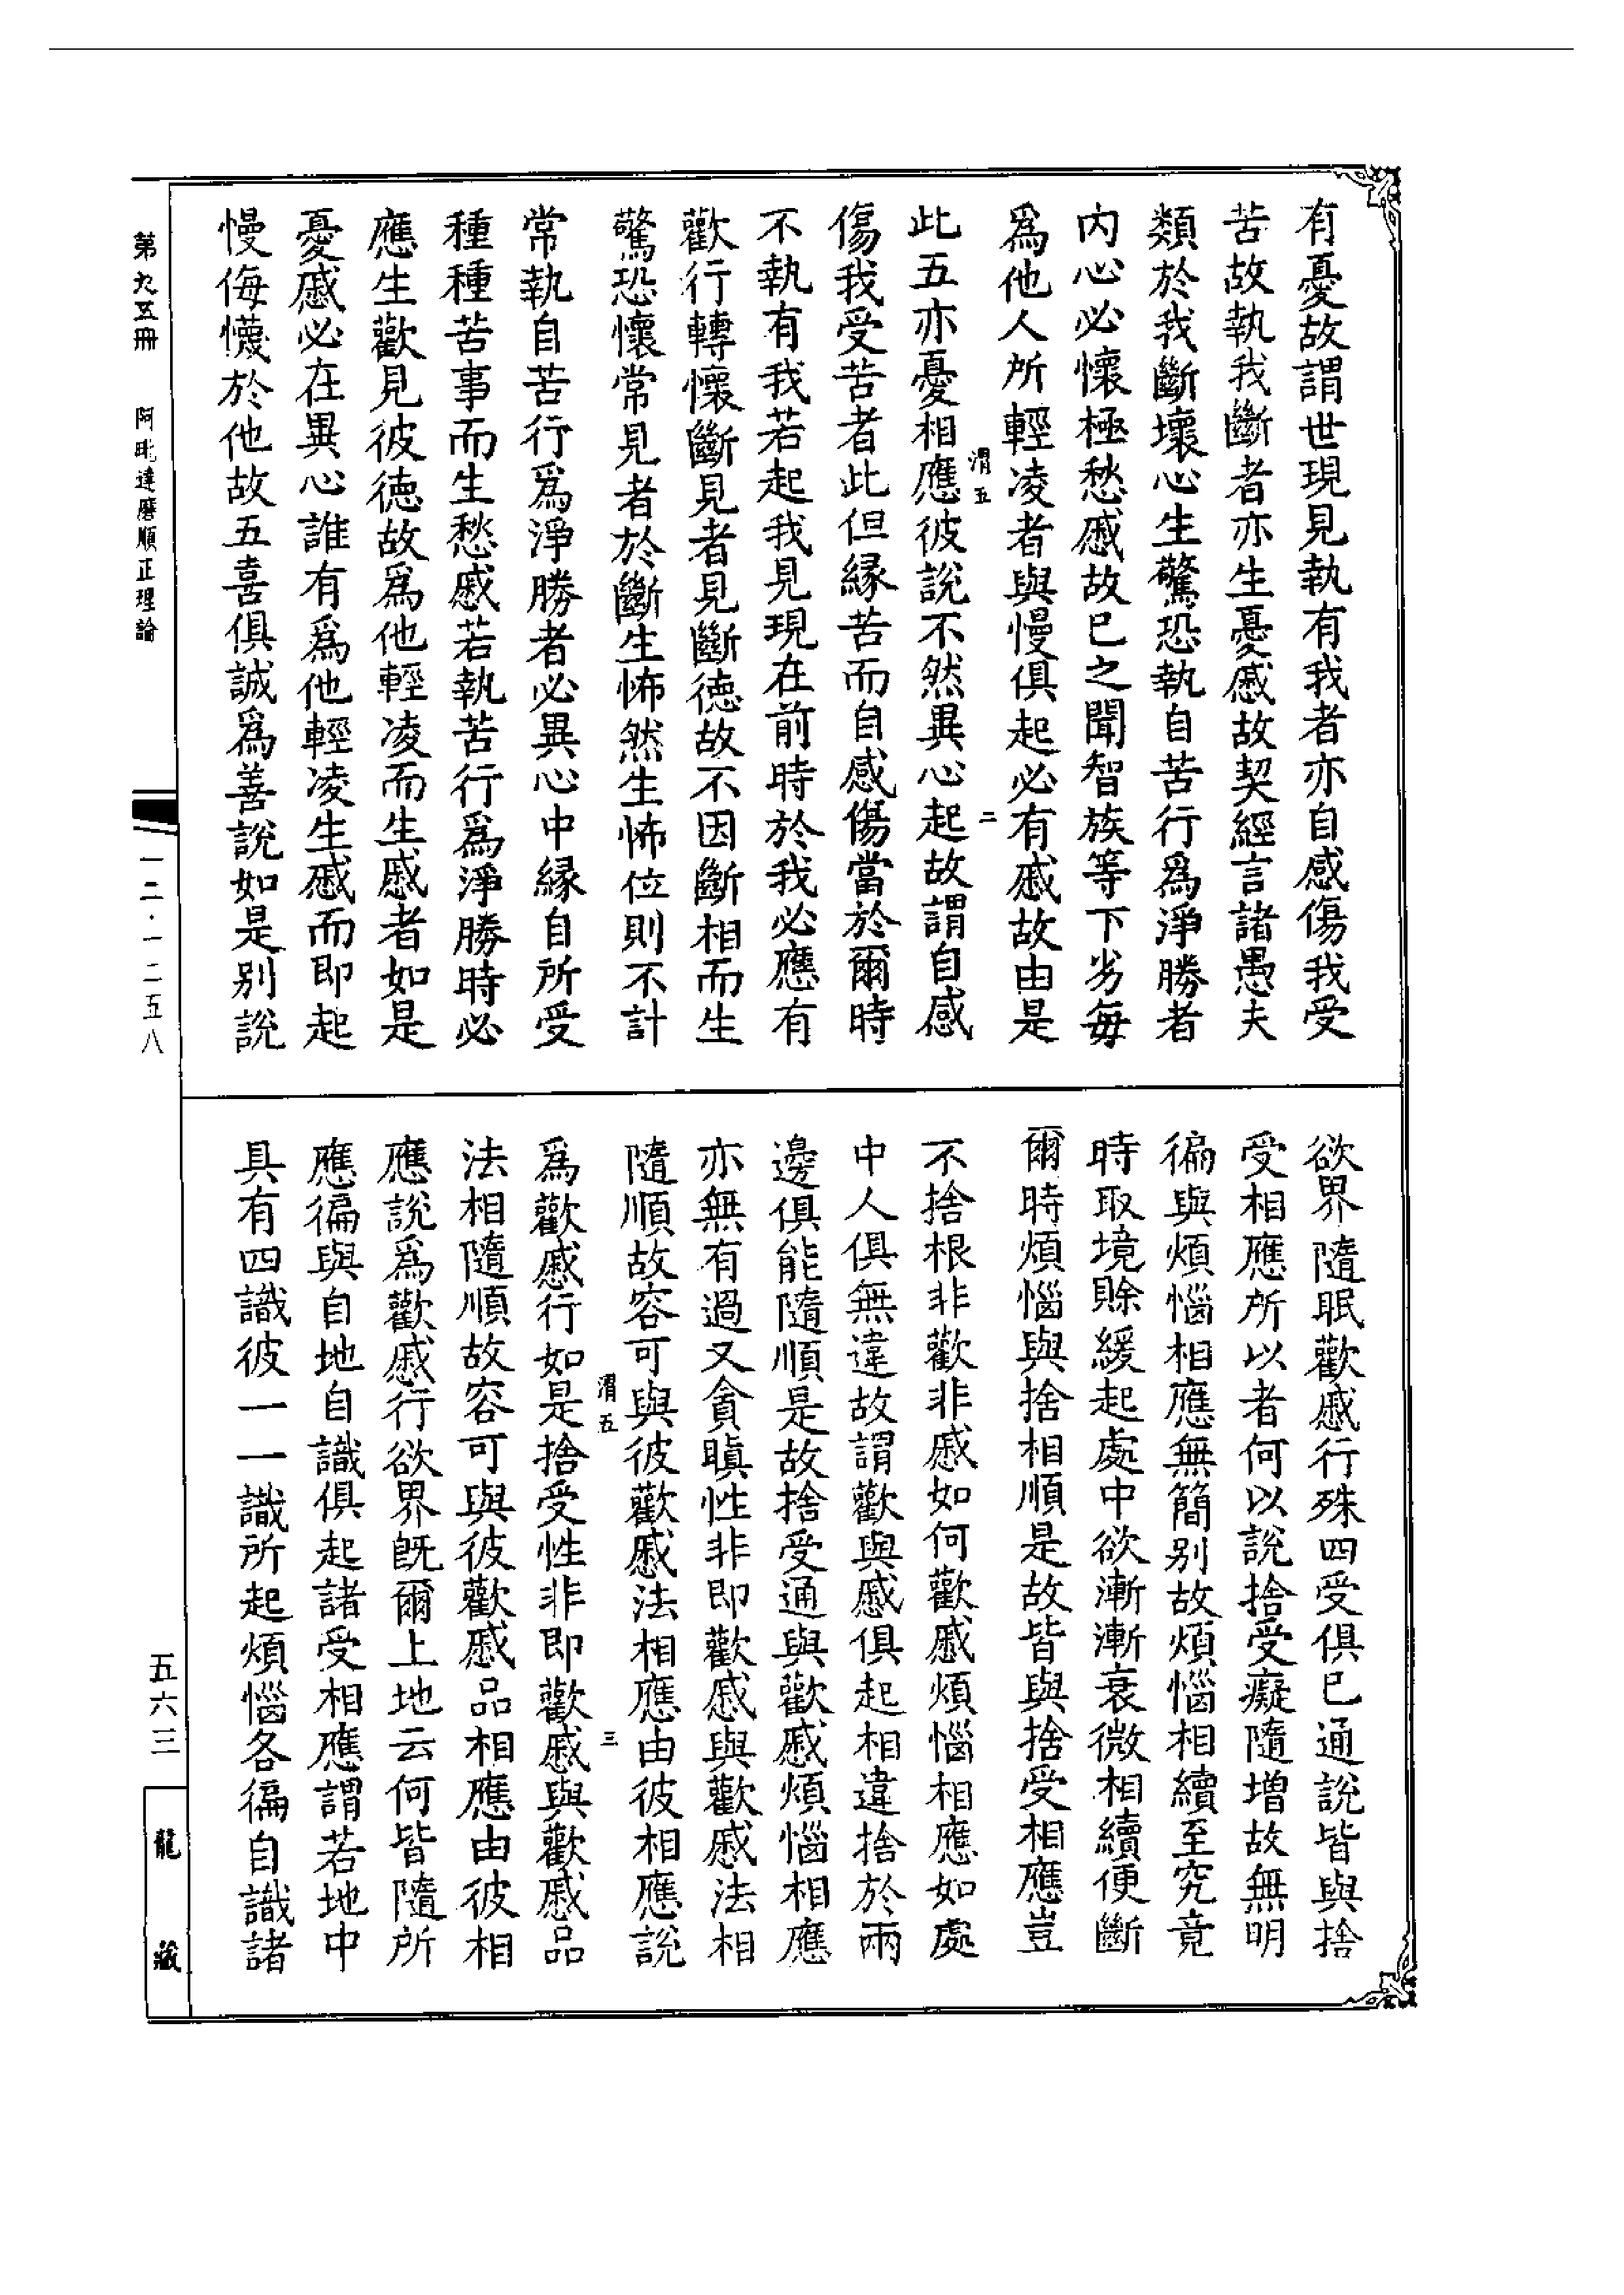 有憂故謂世現見執有我者亦自感傷我受
苦故執我斷者亦生憂慼故契經言諸愚夫
類於我斷壞心生驚恐執自苦行爲淨勝者
内心必懷極愁慼故已之聞智族等下劣每
爲他人所輕凌者與慢俱起必有慼故由是
渭五
二
此五亦憂相應彼說不然異心起故謂自感
傷我受苦者此但縁苦而自感傷當於爾時
不執有我若起我見現在前時於我必應有
歡行轉懷斷見者見斷德故不因斷相而生
驚恐懷常見者於斷生怖然生怖位則不計
常執自苦行爲淨勝者必異心中縁自所受
種種苦事而生愁慼若執苦行爲淨勝時必
應生歡見彼德故爲他輕凌而生慼者如是
憂慼必在異心誰有爲他輕凌生慼而即起
慢侮懱於他故五喜俱誠爲善說如是别說
欲界隨眠歡慼行殊四受俱已通說皆與捨
受相應所以者何以說捨受癡隨增故無明
徧與煩惱相應無簡别故煩惱相續至究竟
時取境賒緩起處中欲漸漸衰微相續便斷
爾時煩惱與捨相順是故皆與捨受相應豈
不捨根非歡非慼如何歡慼煩惱相應如處
中人俱無違故謂歡與慼俱起相違捨於兩
邊俱能隨順是故捨受通與歡慼煩惱相應
亦無有過又貪瞋性非即歡慼與歡慼法相
隨順故容可與彼歡慼法相應由彼相應說
渭五
三
爲歡慼行如是捨受性非即歡慼與歡慼品
法相隨順故容可與彼歡慼品相應由彼相
應說爲歡慼行欲界旣爾上地云何皆隨所
應徧與自地自識俱起諸受相應謂若地中
具有四識彼一一識所起煩惱各徧自識諸
第九五冊
阿毗達磨順正理論
一二·一二五八
五六三
龍藏